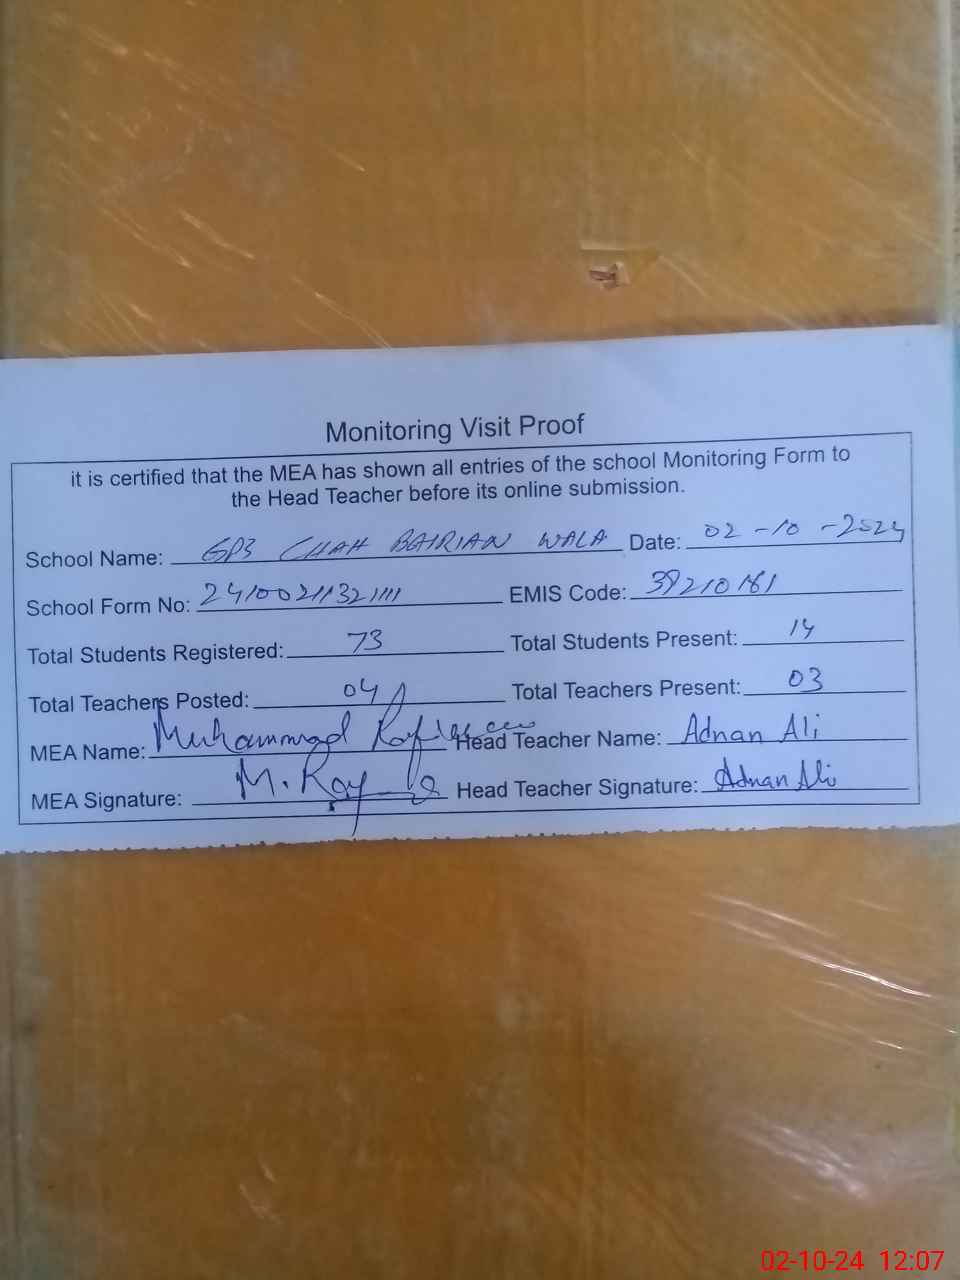 Monitoring Visit Proof
it is certified that the MEA has shown all entries of the school Monitoring Form to
the Head Teacher before its online submission.
School Name: GPS CHAH BAIRIAN WALA Date: 02-10-2024
School Form No: EMIS Code: 39210161
Total Students Registered: 73 Total Students Present: 14
Total Teachers Posted: 04 Total Teachers Present: 03
MEA Name: Muhammad Head Teacher Name: Adnan Ali
MEA Signature: M. Head Teacher Signature: Adnan Ali
02-10-24 12:07